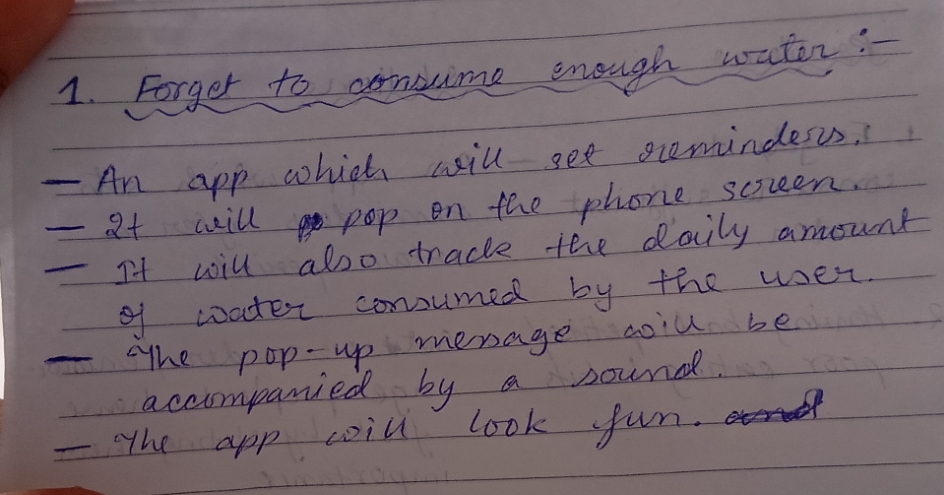 1. Forget to consume enough water :-
- An app which will set reminders.
- It will pop on the phone screen.
- It will also track the daily amount
of water consumed by the user.
- The pop-up message will be
accompanied by a sound.
- The app will look fun.